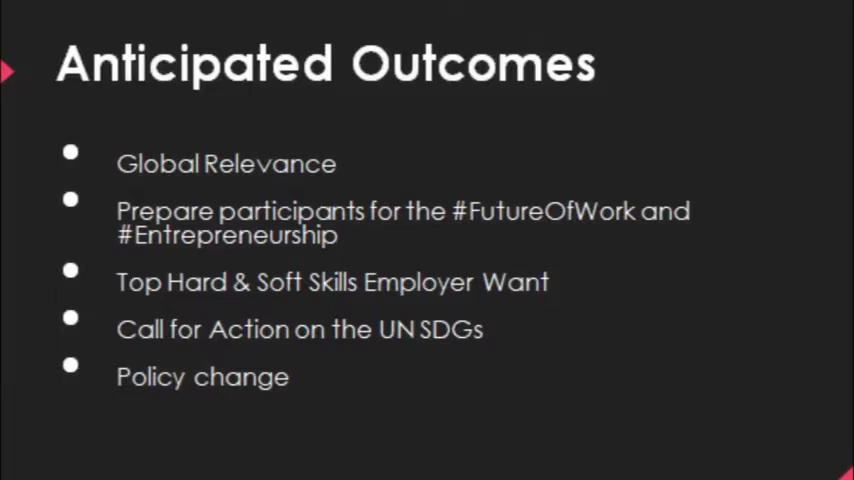 Anticipated Outcomes
Global Relevance
Prepare participants for the #FutureOfWork and
#Entrepreneurship
Top Hard & Soft Skills Employer Want
Call for Action on the UN SDGs
Policy change